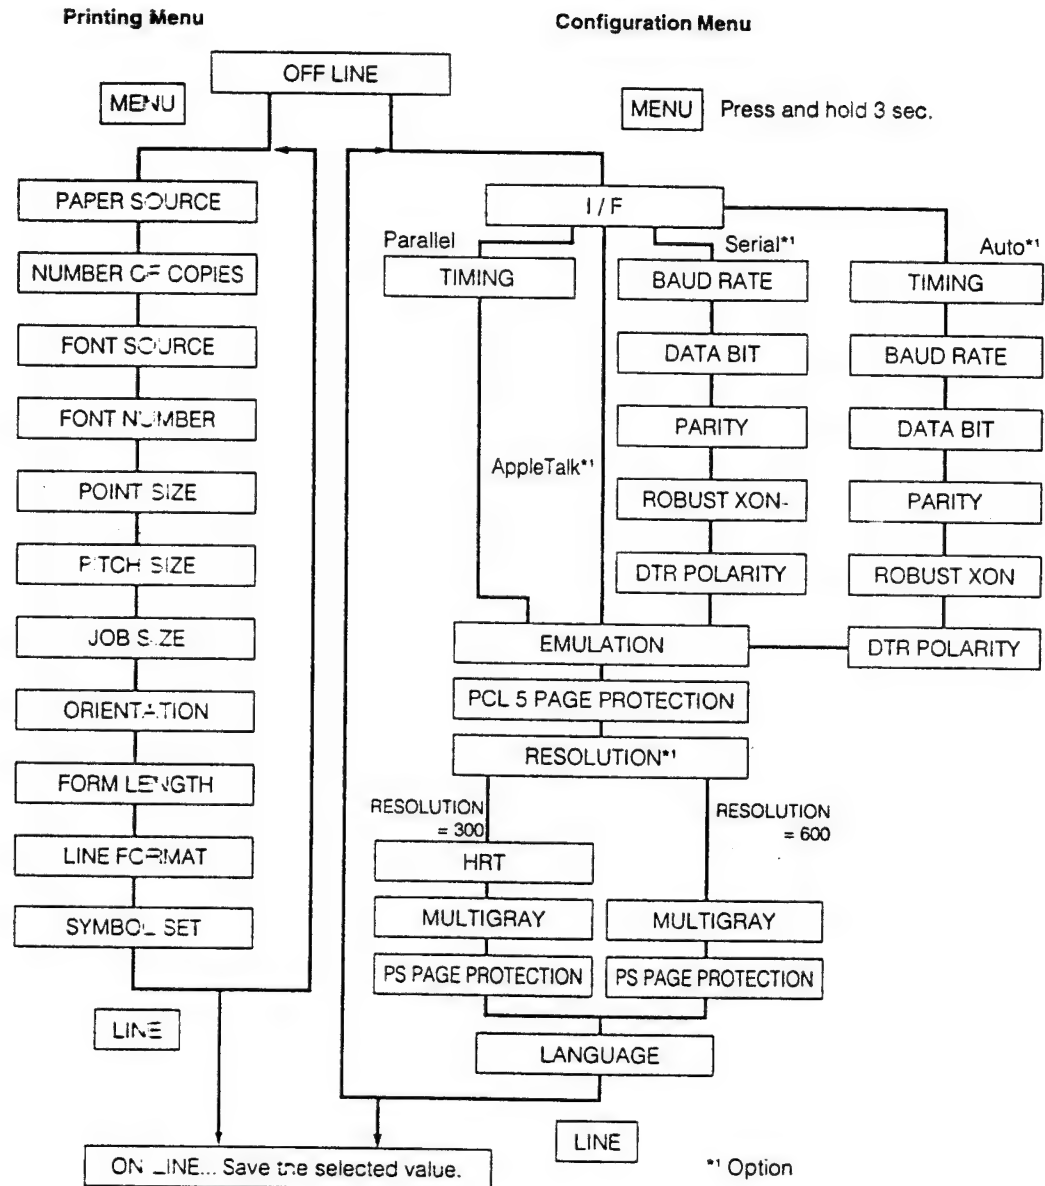 Printing Menu
Configuration Menu
OFF LINE
MENU
MENU Press and hold 3 sec.
PAPER SOURCE
NUMBER OF COPIES
FONT SOURCE
FONT NUMBER
POINT SIZE
PITCH SIZE
JOB SIZE
ORIENTATION
FORM LENGTH
LINE FORMAT
SYMBOL SET
LINE
I / F
Parallel
TIMING
AppleTalk*1
Serial*1
BAUD RATE
DATA BIT
PARITY
ROBUST XON
DTR POLARITY
Auto*1
TIMING
BAUD RATE
DATA BIT
PARITY
ROBUST XON
DTR POLARITY
EMULATION
PCL 5 PAGE PROTECTION
RESOLUTION*1
RESOLUTION
= 300
HRT
MULTIGRAY
PS PAGE PROTECTION
RESOLUTION
= 600
MULTIGRAY
PS PAGE PROTECTION
LANGUAGE
LINE
ON LINE... Save the selected value.
*1 Option